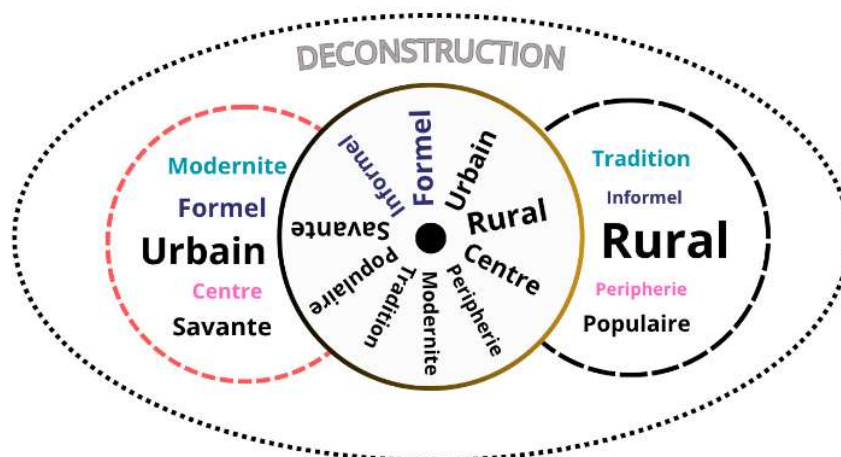 DECONSTRUCTION
Modernite
Formel
Urbain
Centre
Savante
Formel
Urbain
Rural
Centre
Peripherie
Modernite
Tradition
Populaire
Savante
Informel
Tradition
Informel
Rural
Peripherie
Populaire